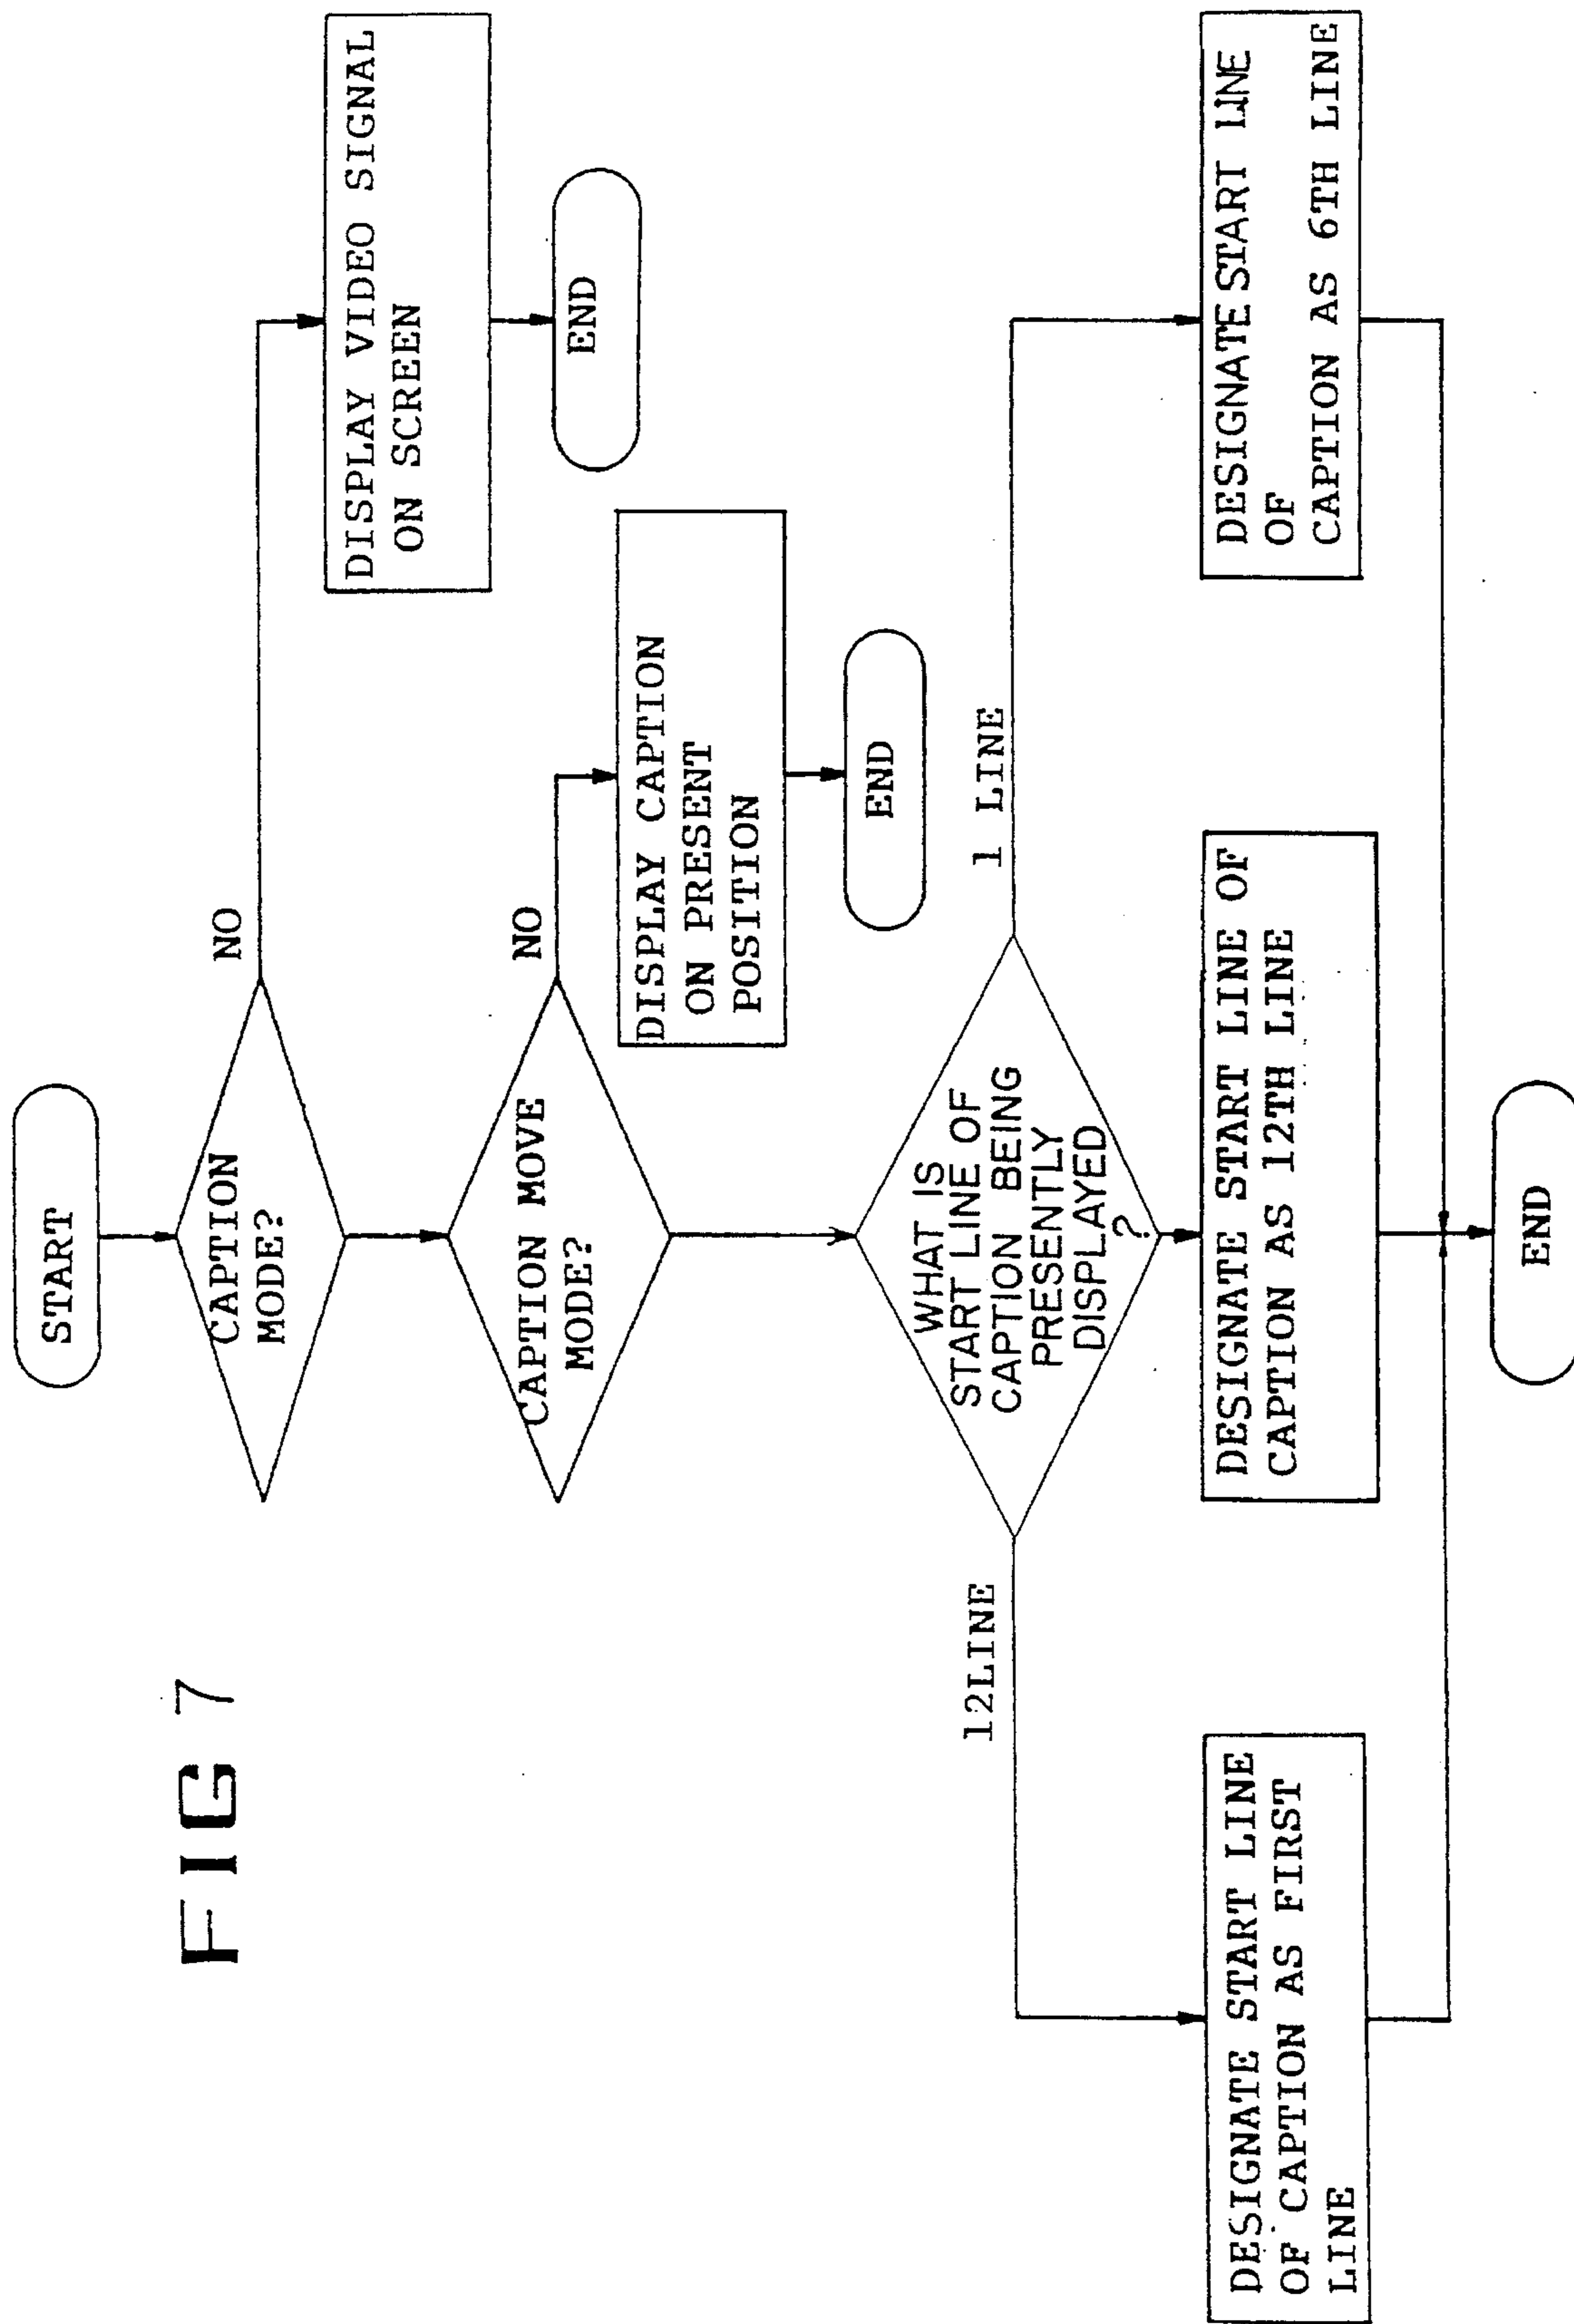 FIG 7
START
CAPTION
MODE?
NO
DISPLAY VIDEO SIGNAL
ON SCREEN
END
CAPTION MOVE
MODE?
NO
DISPLAY CAPTION
ON PRESENT
POSITION
END
WHAT IS
START LINE OF
CAPTION BEING
PRESENTLY
DISPLAYED
?
12LINE
1 LINE
DESIGNATE START LINE
OF CAPTION AS FIRST
LINE
DESIGNATE START LINE OF
CAPTION AS 12TH LINE
DESIGNATE START LINE
OF
CAPTION AS 6TH LINE
END